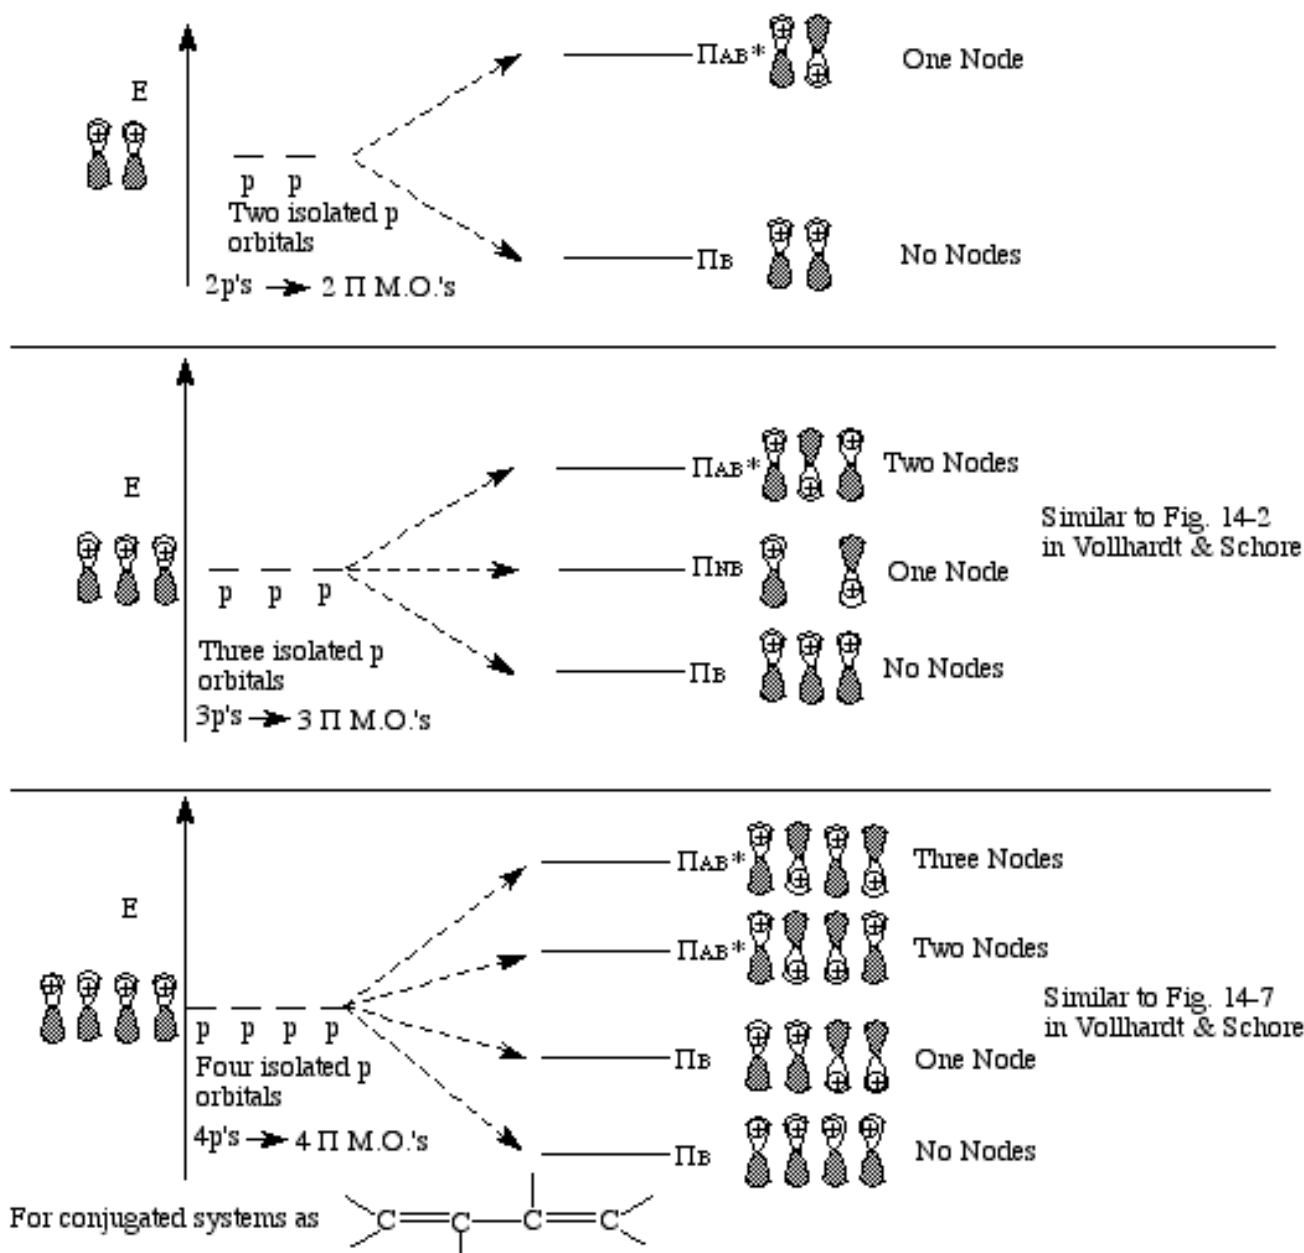 ΠAB* One Node
E
p p
Two isolated p
orbitals
ΠB No Nodes
2p's → 2 Π M.O.'s
ΠAB* Two Nodes
E
Similar to Fig. 14-2
in Vollhardt & Schore
ΠNB One Node
p p p
Three isolated p
orbitals
ΠB No Nodes
3p's → 3 Π M.O.'s
ΠAB* Three Nodes
E
ΠAB* Two Nodes
Similar to Fig. 14-7
in Vollhardt & Schore
p p p p
Four isolated p
orbitals
ΠB One Node
4p's → 4 Π M.O.'s
ΠB No Nodes
For conjugated systems as C=C-C=C